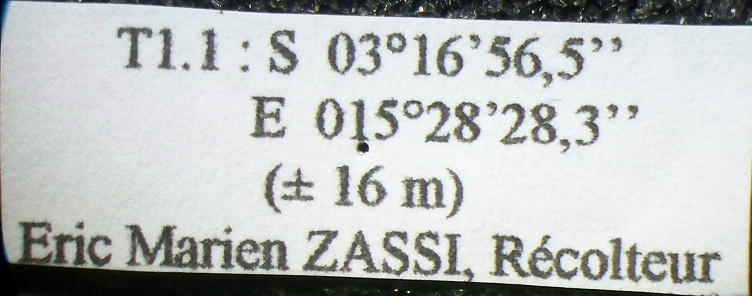 T1.1 : S 03°16’56,5’’
E 015°28’28,3’’
(± 16 m)
Eric Marien ZASSI, Récolteur